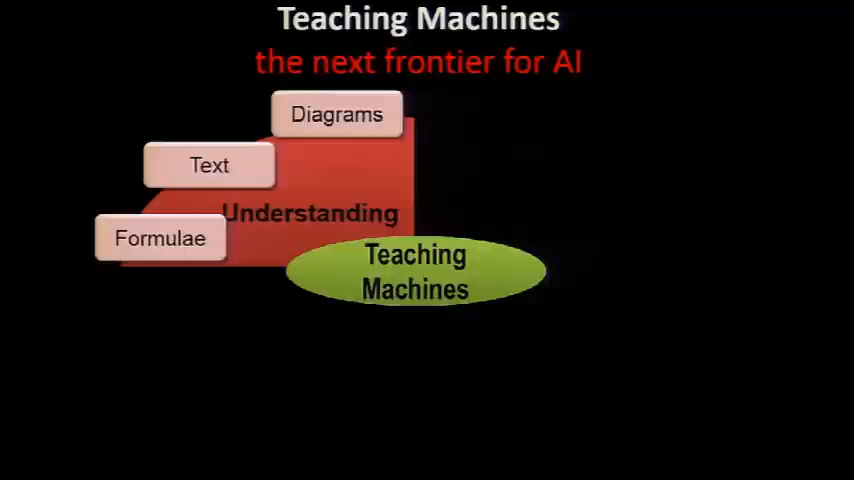 Teaching Machines
the next frontier for AI
Diagrams
Text
Understanding
Formulae
Teaching
Machines